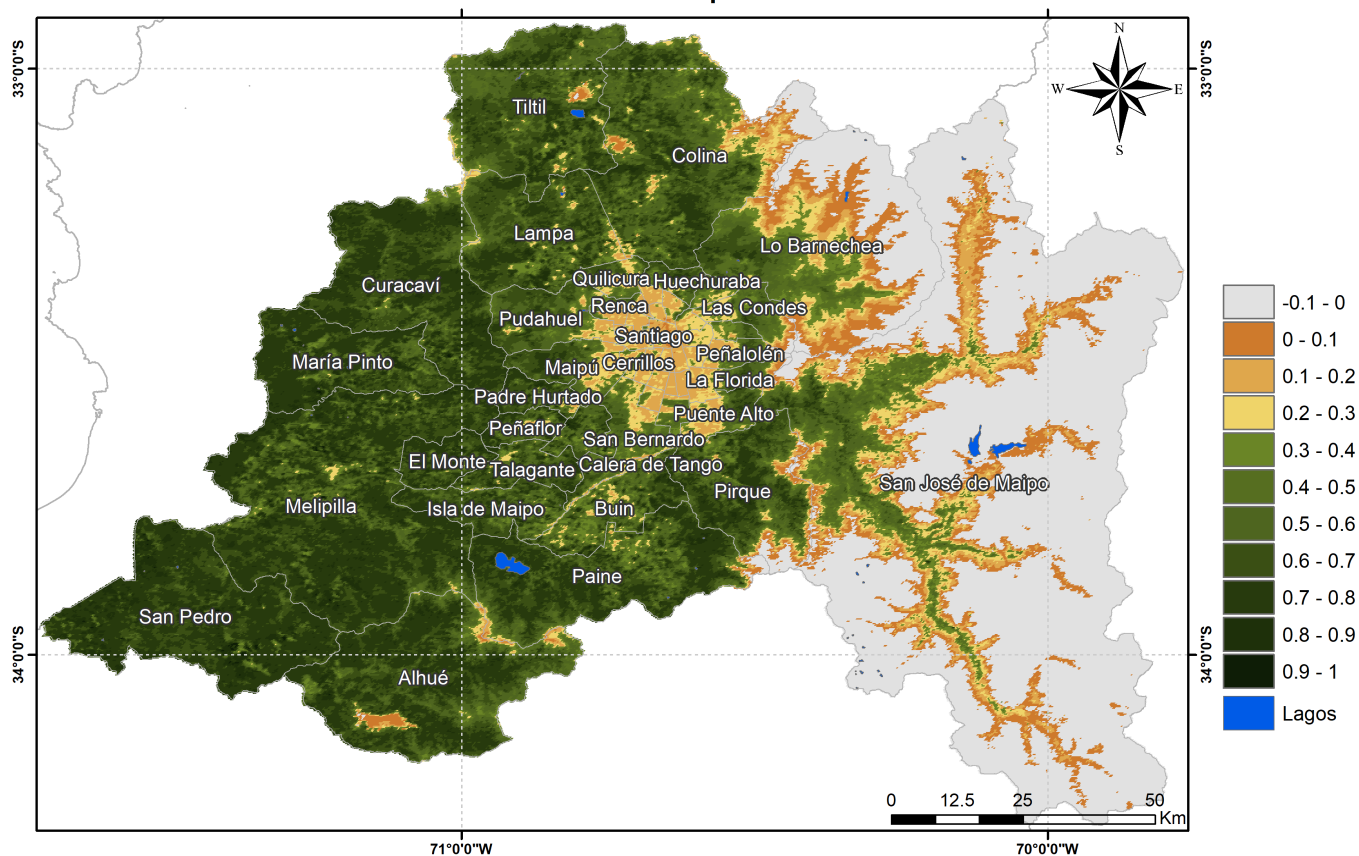 71°0'0"W
70°0'0"W
33°0'0"S
33°0'0"S
34°0'0"S
34°0'0"S
N
W
E
S
Tiltil
Colina
Lampa
Lo Barnechea
Curacaví
Quilicura
Huechuraba
Renca
Las Condes
Pudahuel
Santiago
Peñalolén
María Pinto
Maipú
Cerrillos
La Florida
Padre Hurtado
Puente Alto
Peñaflor
San Bernardo
El Monte
Talagante
Calera de Tango
San José de Maipo
Pirque
Melipilla
Isla de Maipo
Buin
Paine
San Pedro
Alhué
-0.1 - 0
0 - 0.1
0.1 - 0.2
0.2 - 0.3
0.3 - 0.4
0.4 - 0.5
0.5 - 0.6
0.6 - 0.7
0.7 - 0.8
0.8 - 0.9
0.9 - 1
Lagos
0 12.5 25 50
Km